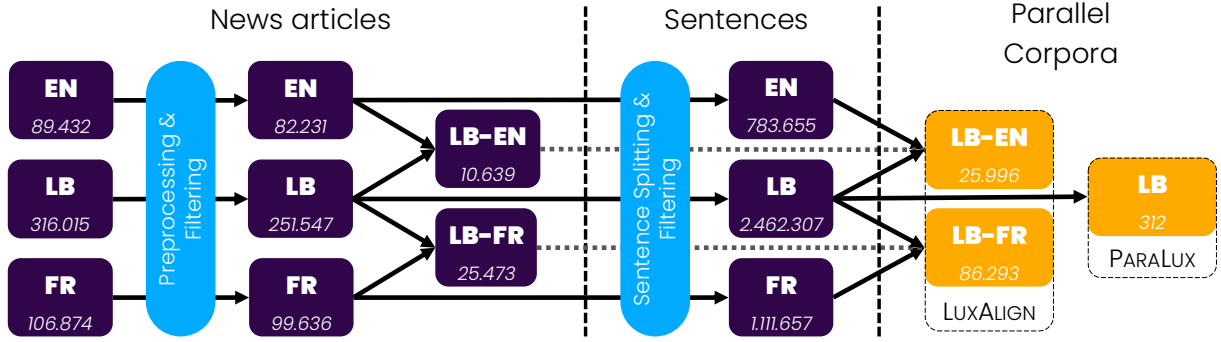 News articles
Sentences
Parallel
Corpora
EN
89.432
LB
316.015
FR
106.874
Preprocessing &
Filtering
EN
82.231
LB
251.547
FR
99.636
LB-EN
10.639
LB-FR
25.473
Sentence Splitting &
Filtering
EN
783.655
LB
2.462.307
FR
1.111.657
LB-EN
25.996
LB-FR
86.293
LUXALIGN
LB
312
PARALUX